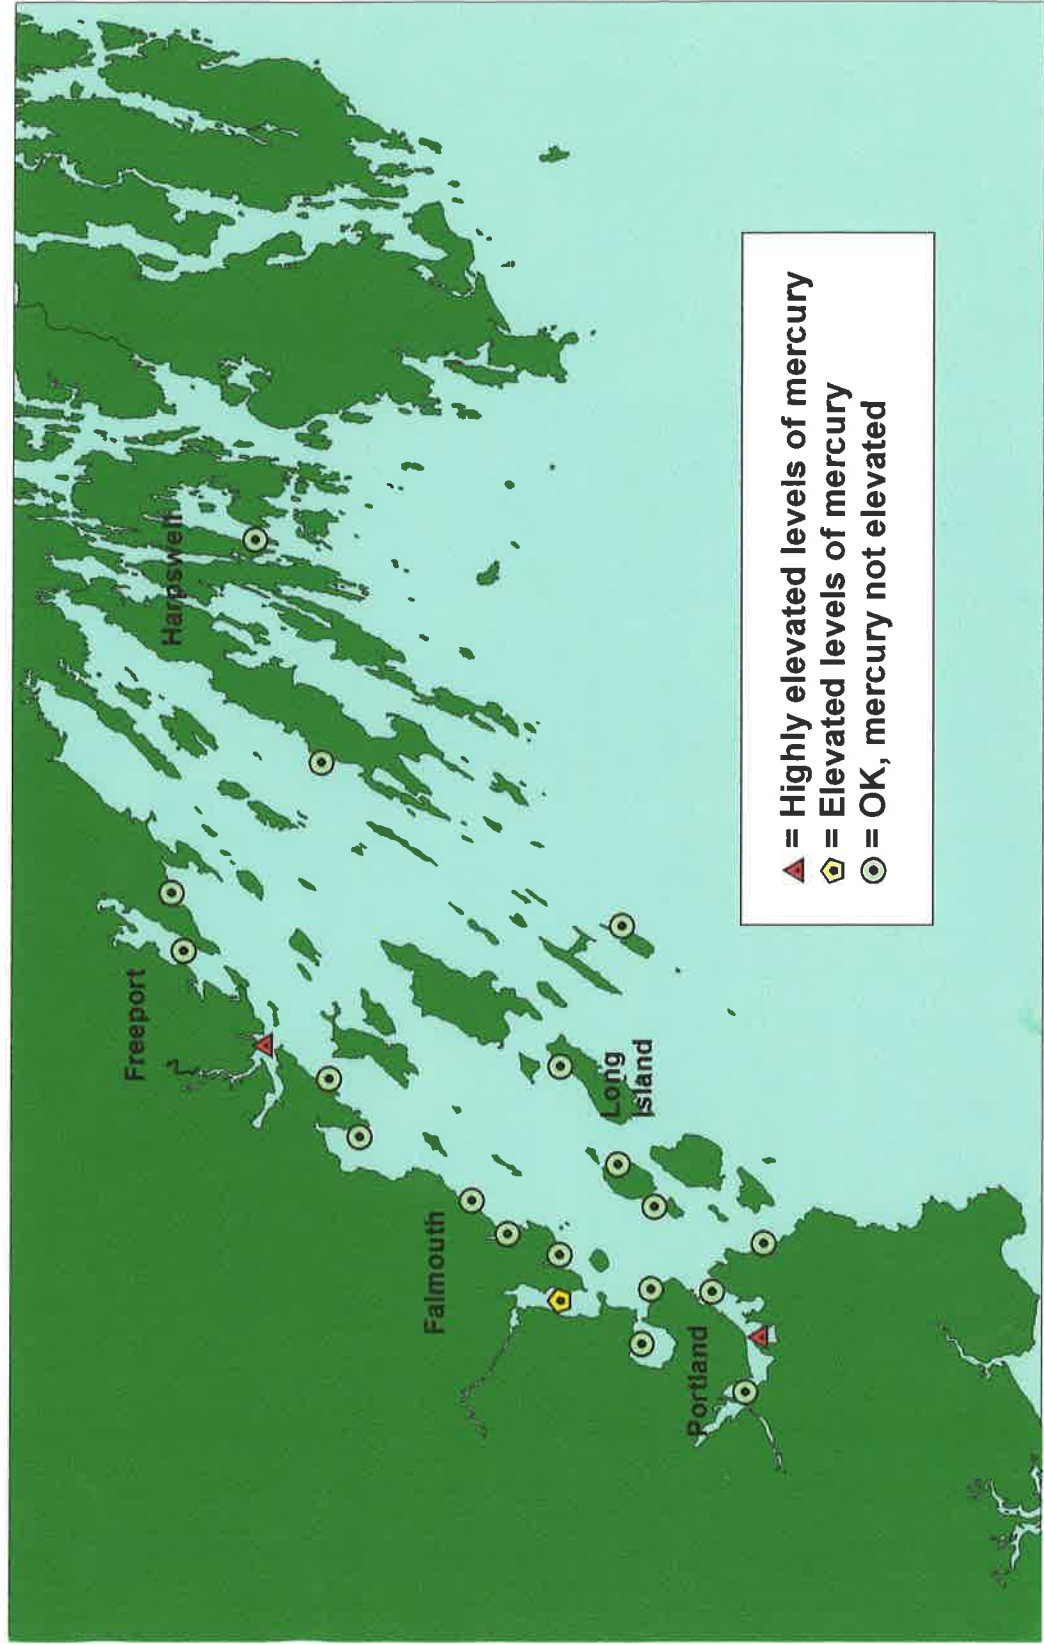 Harpswell
Freeport
Falmouth
Long
Island
Portland
= Highly elevated levels of mercury
= Elevated levels of mercury
= OK, mercury not elevated